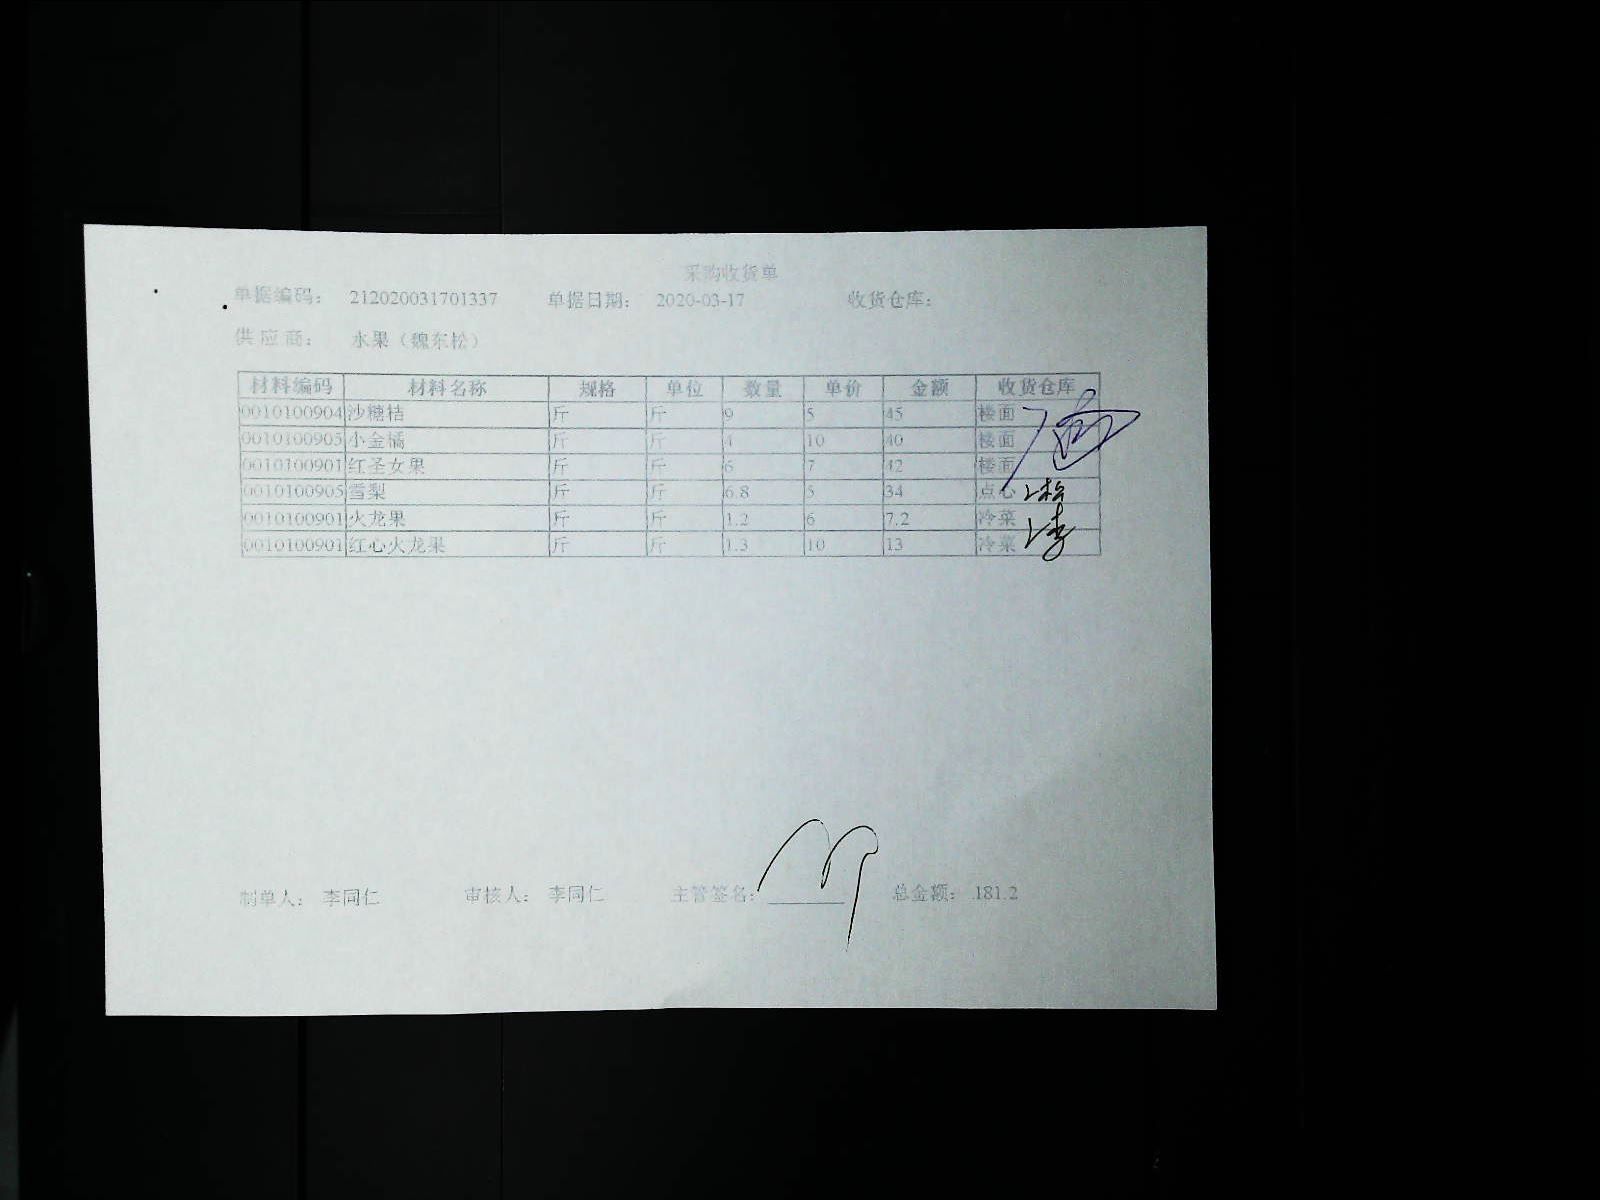 采购收货单
单据编码： 212020031701337 单据日期： 2020-03-17 收货仓库：
供应商： 水果（魏东松）
材料编码 材料名称 规格 单位 数量 单价 金额 收货仓库
0010100904 沙糖桔 斤 斤 9 5 45 楼面
0010100905 小金橘 斤 斤 4 10 40 楼面
0010100901 红圣女果 斤 斤 6 7 42 楼面
0010100905 雪梨 斤 斤 6.8 5 34 点心
0010100901 火龙果 斤 斤 1.2 6 7.2 冷菜
0010100901 红心火龙果 斤 斤 1.3 10 13 冷菜
制单人： 李同仁 审核人： 李同仁 主管签名： 总金额： 181.2